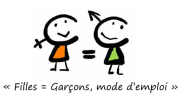 « Filles = Garçons, mode d'emploi »